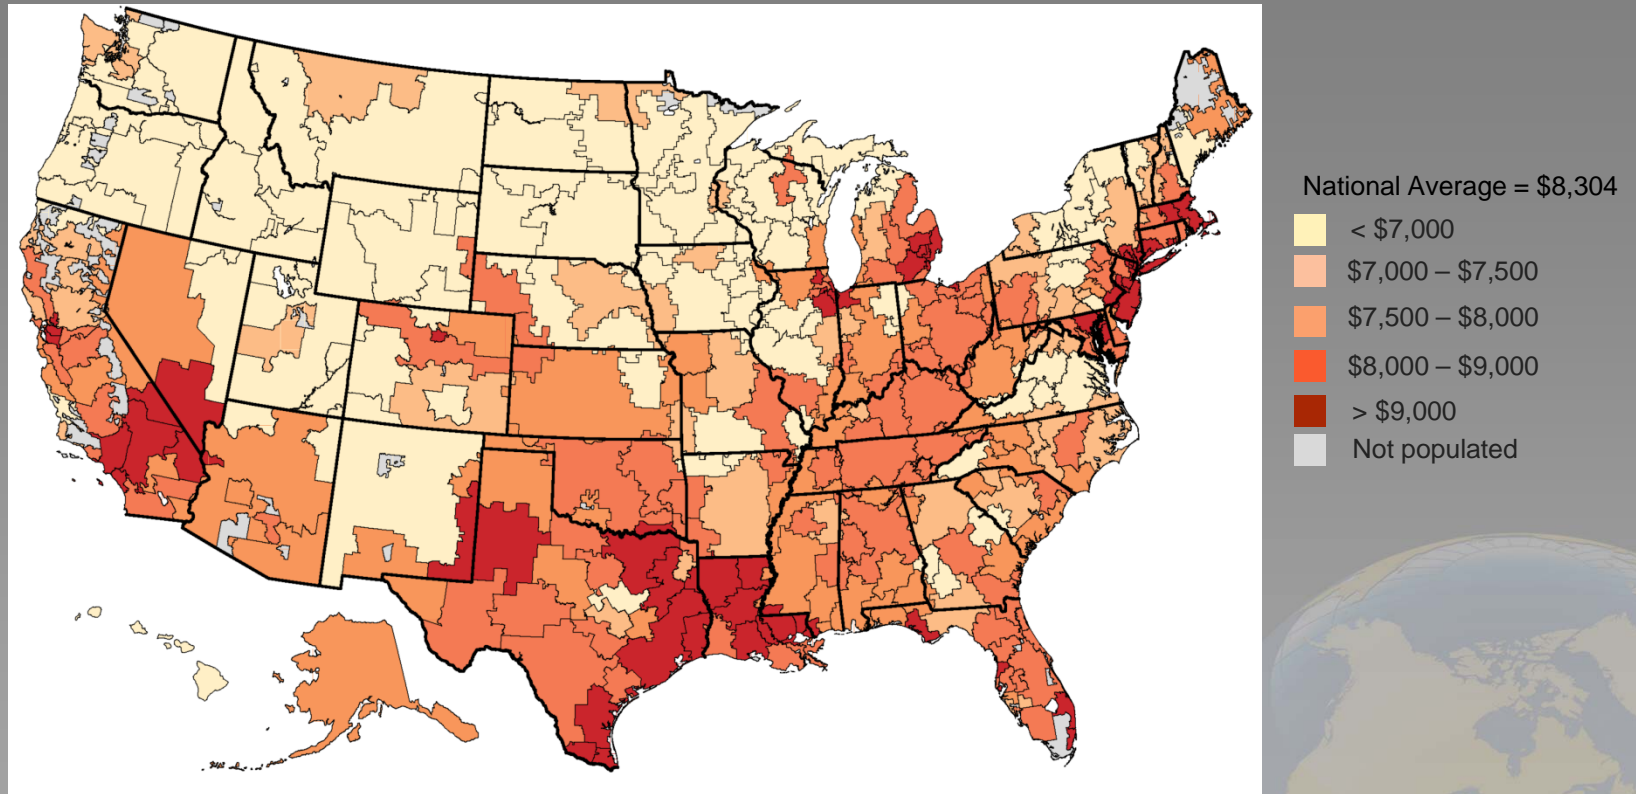 National Average = $8,304
< $7,000
$7,000 – $7,500
$7,500 – $8,000
$8,000 – $9,000
> $9,000
Not populated